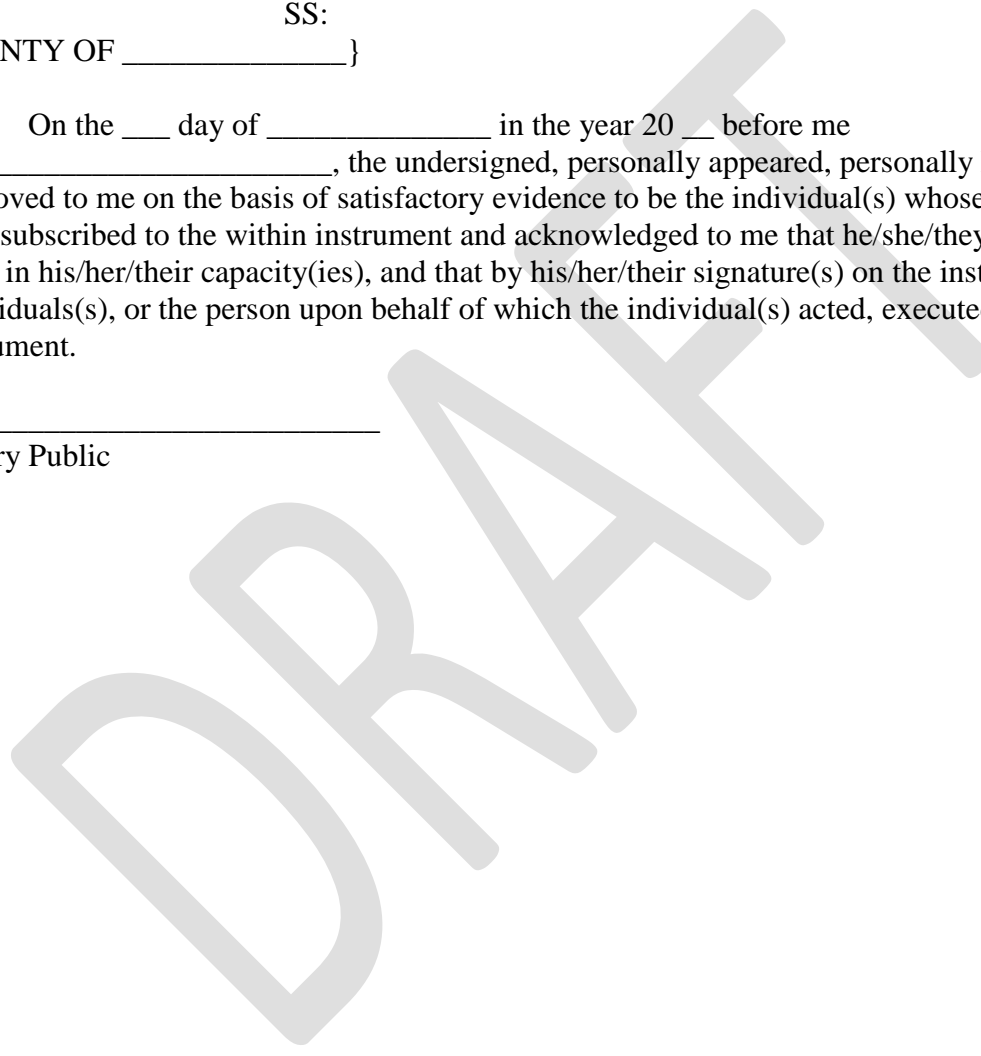 SS:
NTY OF ______________}
On the ___ day of ______________ in the year 20 __ before me
_____________________, the undersigned, personally appeared, personally
oved to me on the basis of satisfactory evidence to be the individual(s) whose
subscribed to the within instrument and acknowledged to me that he/she/they
in his/her/their capacity(ies), and that by his/her/their signature(s) on the inst
iduals(s), or the person upon behalf of which the individual(s) acted, execute
ument.
________________________
ry Public
DRAFT